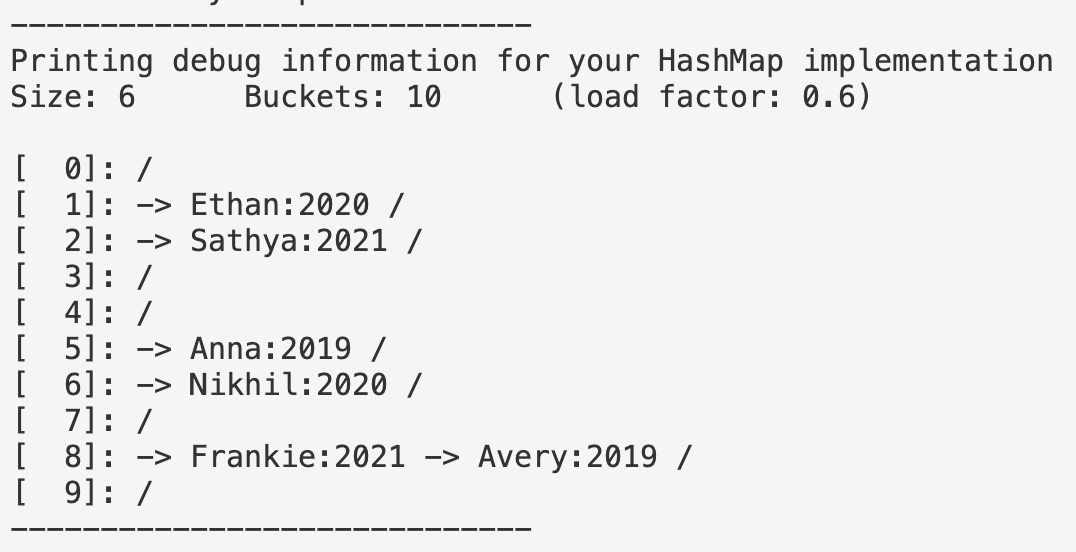 ------------------------------
Printing debug information for your HashMap implementation
Size: 6      Buckets: 10      (load factor: 0.6)
[  0]: /
[  1]: -> Ethan:2020 /
[  2]: -> Sathya:2021 /
[  3]: /
[  4]: /
[  5]: -> Anna:2019 /
[  6]: -> Nikhil:2020 /
[  7]: /
[  8]: -> Frankie:2021 -> Avery:2019 /
[  9]: /
------------------------------